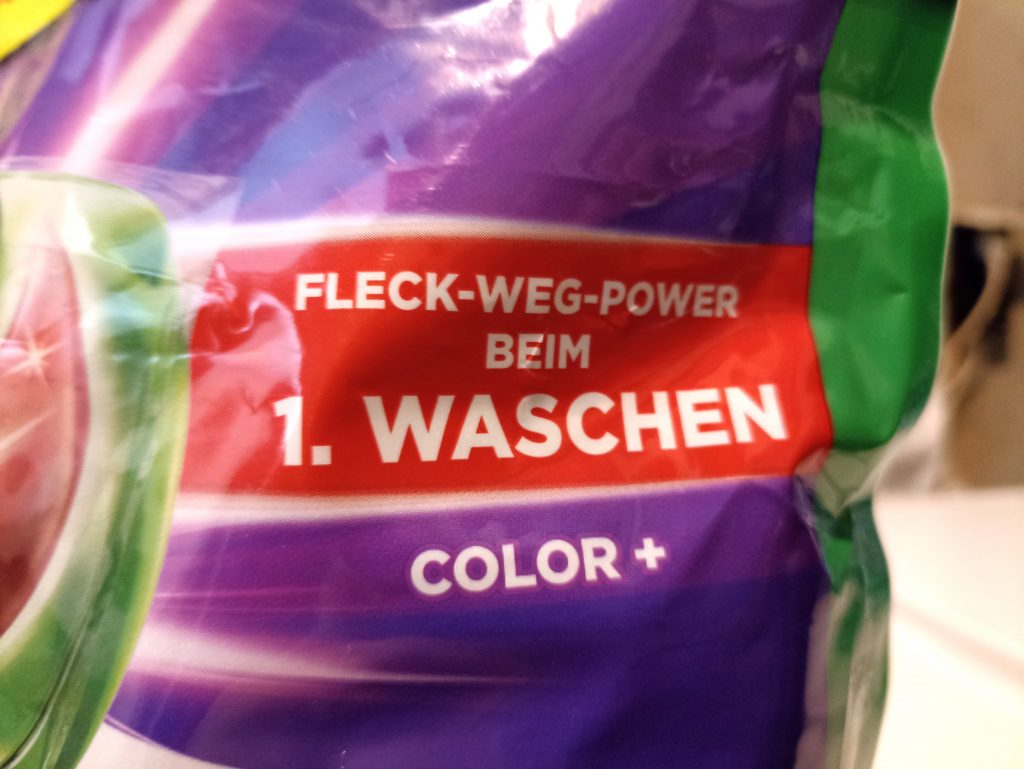 FLECK-WEG-POWER
BEIM
1. WASCHEN
COLOR +